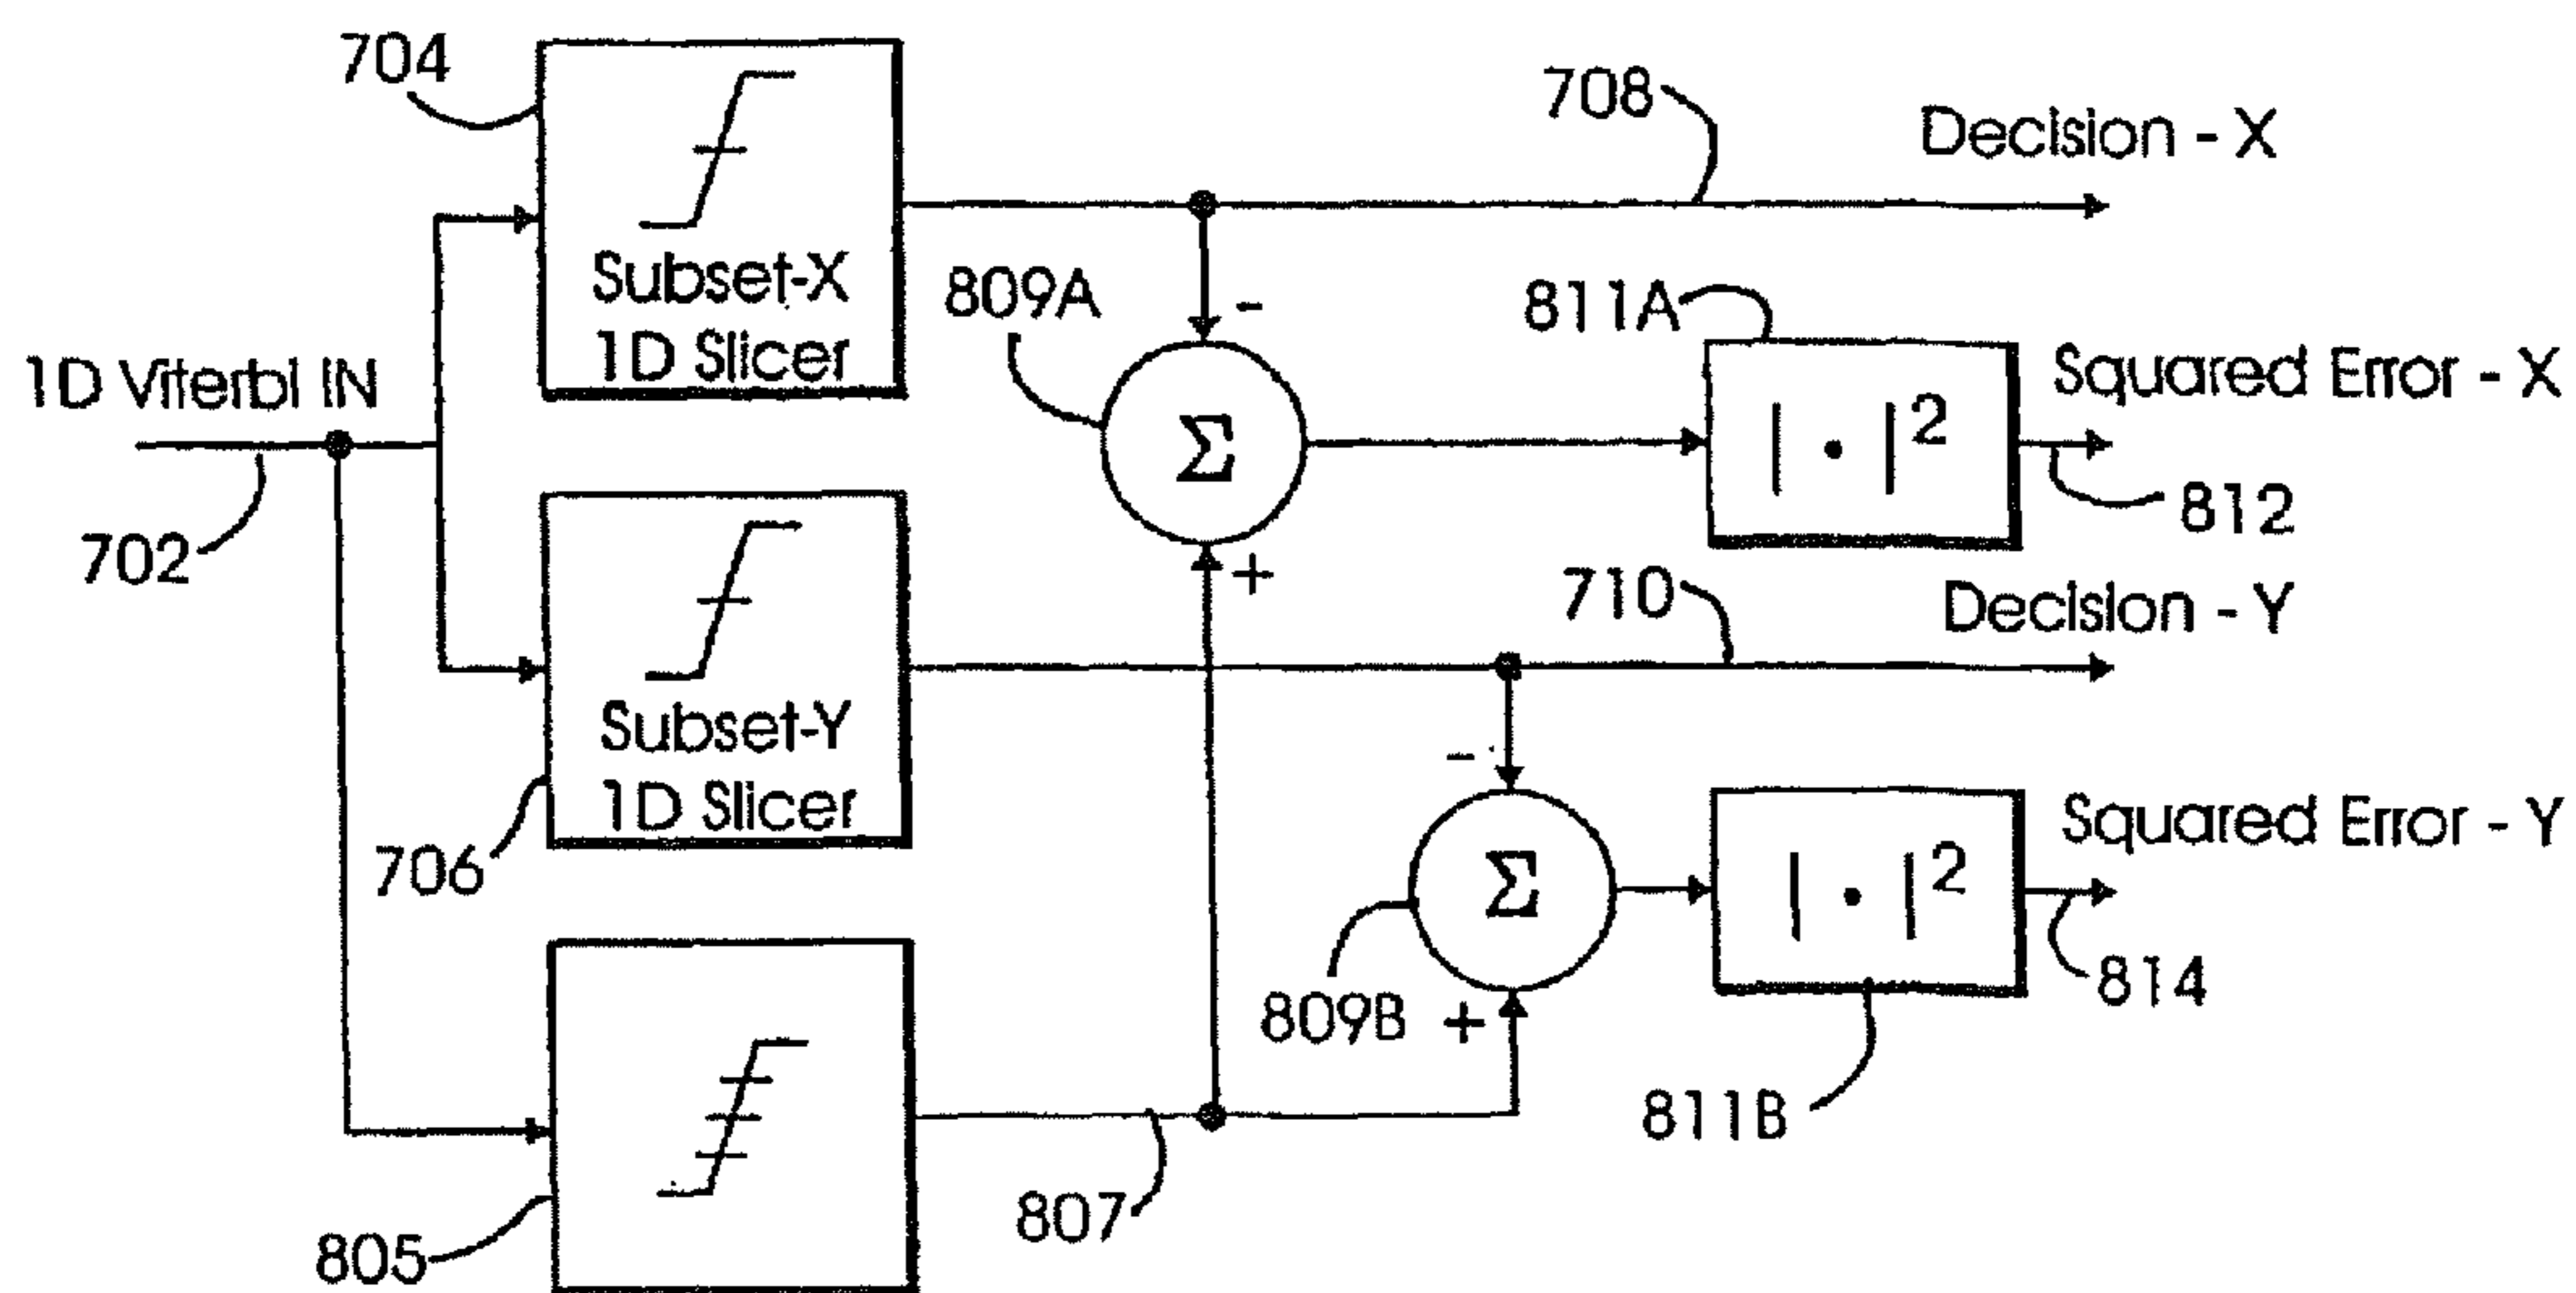 704
708
Decision - X
Subset-X
1D Slicer
809A
-
811A
Squared Error - X
1D Viterbi IN
Σ
| • |²
702
812
+
710
Decision - Y
Subset-Y
1D Slicer
-
706
Σ
| • |²
Squared Error - Y
809B
+
814
811B
807
805